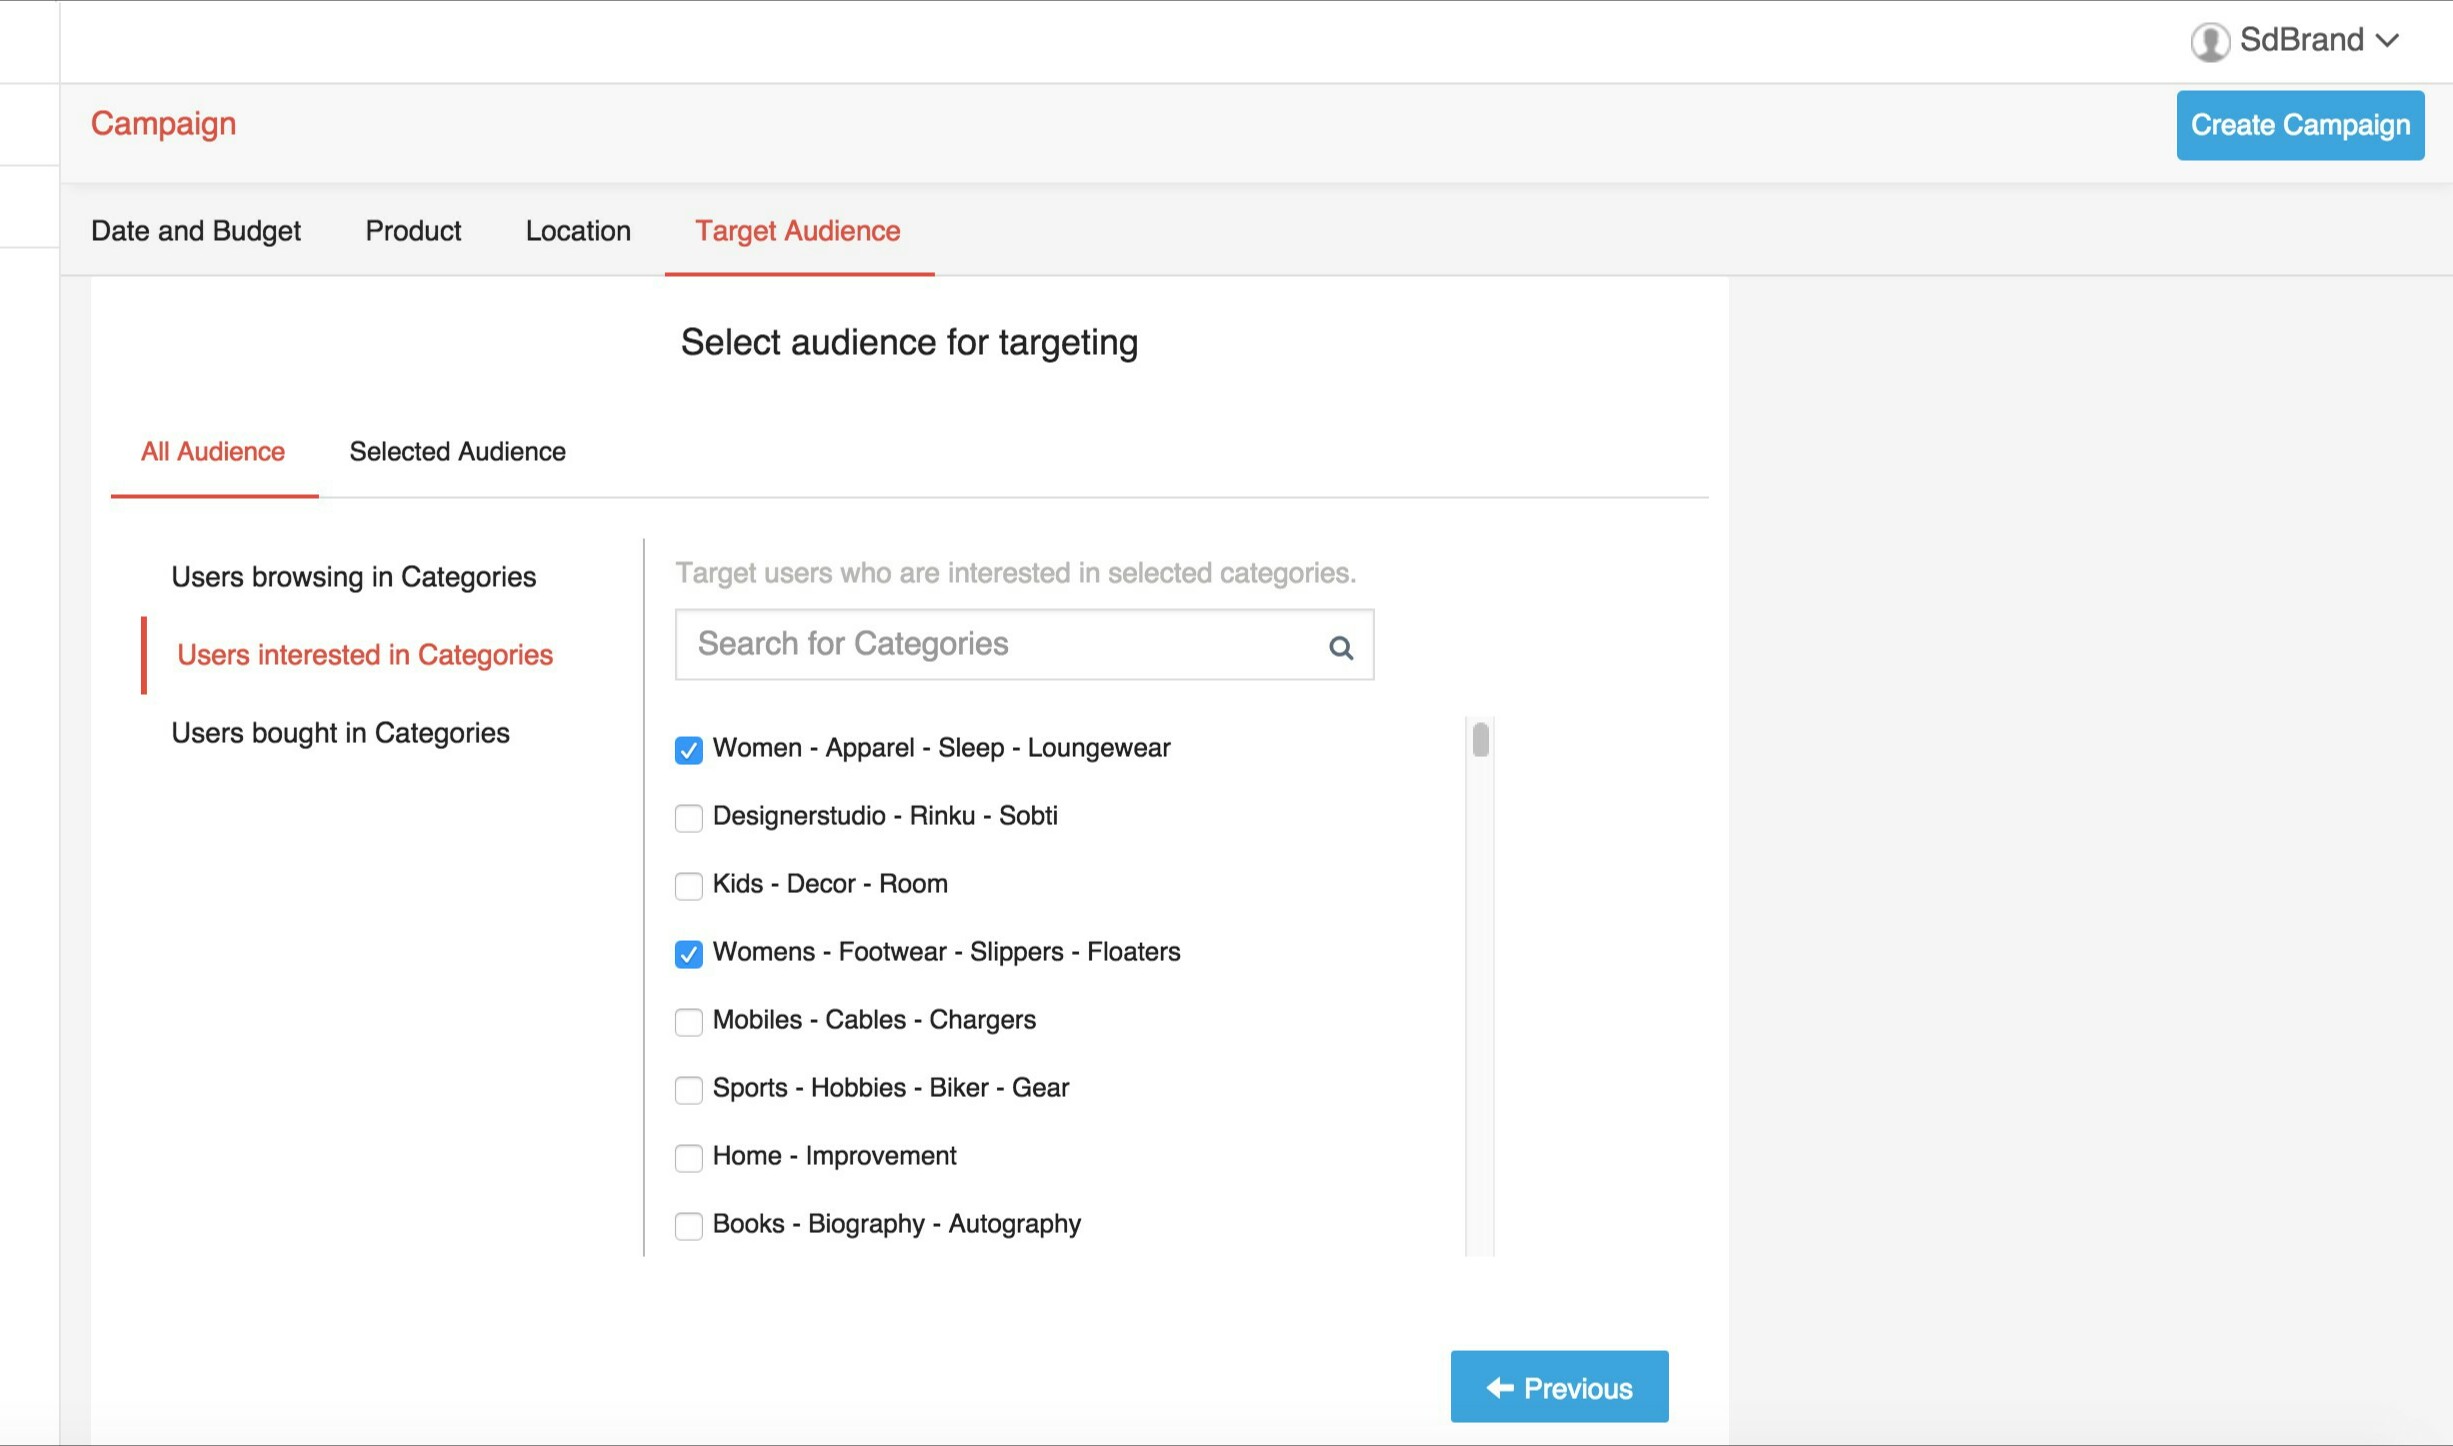 SdBrand
Campaign
Create Campaign
Date and Budget Product Location Target Audience
Select audience for targeting
All Audience Selected Audience
Users browsing in Categories
Users interested in Categories
Users bought in Categories
Target users who are interested in selected categories.
Search for Categories
Women - Apparel - Sleep - Loungewear
Designerstudio - Rinku - Sobti
Kids - Decor - Room
Womens - Footwear - Slippers - Floaters
Mobiles - Cables - Chargers
Sports - Hobbies - Biker - Gear
Home - Improvement
Books - Biography - Autography
Previous